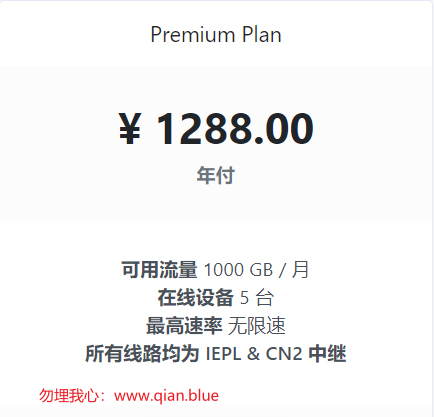 Premium Plan
¥ 1288.00
年付
可用流量 1000 GB / 月
在线设备 5 台
最高速率 无限速
所有线路均为 IEPL & CN2 中继
勿埋我心：www.qian.blue